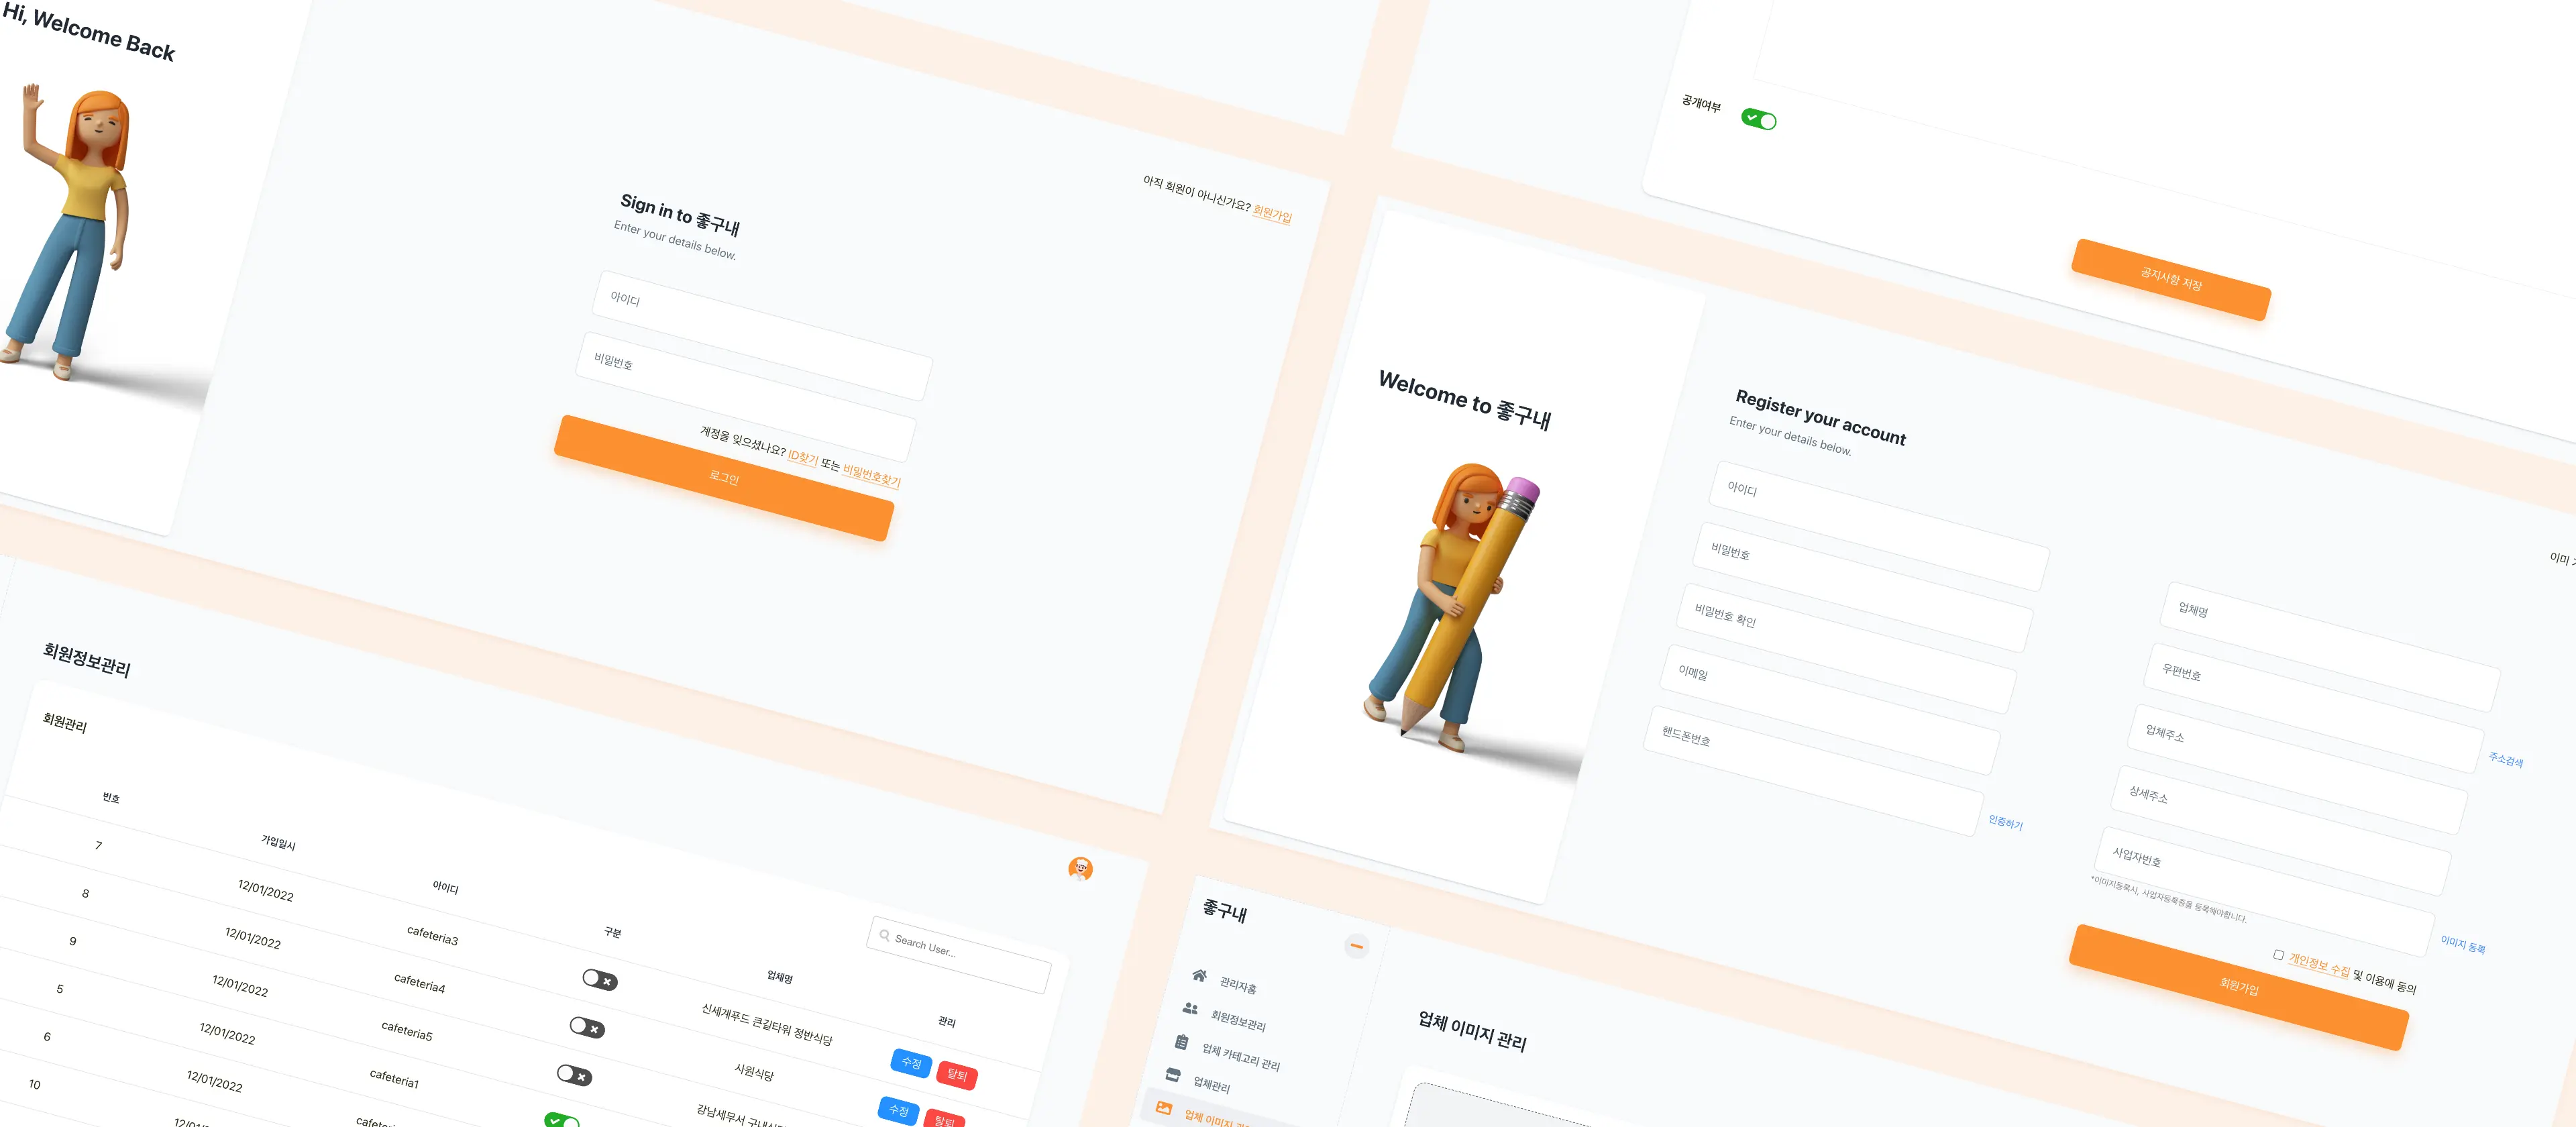 Hi, Welcome Back
Sign in to 좋구내
Enter your details below.
아직 회원이 아니신가요? 회원가입
아이디
비밀번호
계정을 잊으셨나요? ID찾기 또는 비밀번호찾기
로그인
공개여부
공지사항 저장
Welcome to 좋구내
Register your account
Enter your details below.
이미
아이디
비밀번호
비밀번호 확인
이메일
핸드폰번호
인증하기
업체명
우편번호
주소검색
업체주소
상세주소
사업자번호
*이미지등록시, 사업자등록증을 등록해야합니다.
이미지 등록
개인정보 수집 및 이용에 동의
회원가입
회원정보관리
회원관리
Search User...
번호 가입일시 아이디 구분 업체명 관리
7 12/01/2022 cafeteria3 신세계푸드 큰길타워 정반식당 수정 탈퇴
8 12/01/2022 cafeteria4 사원식당 수정 탈퇴
9 12/01/2022 cafeteria5 강남세무서
5 12/01/2022 cafeteria1
6 12/01/2022
10
좋구내
관리자홈
회원정보관리
업체 카테고리 관리
업체관리
업체 이미지
업체 이미지 관리